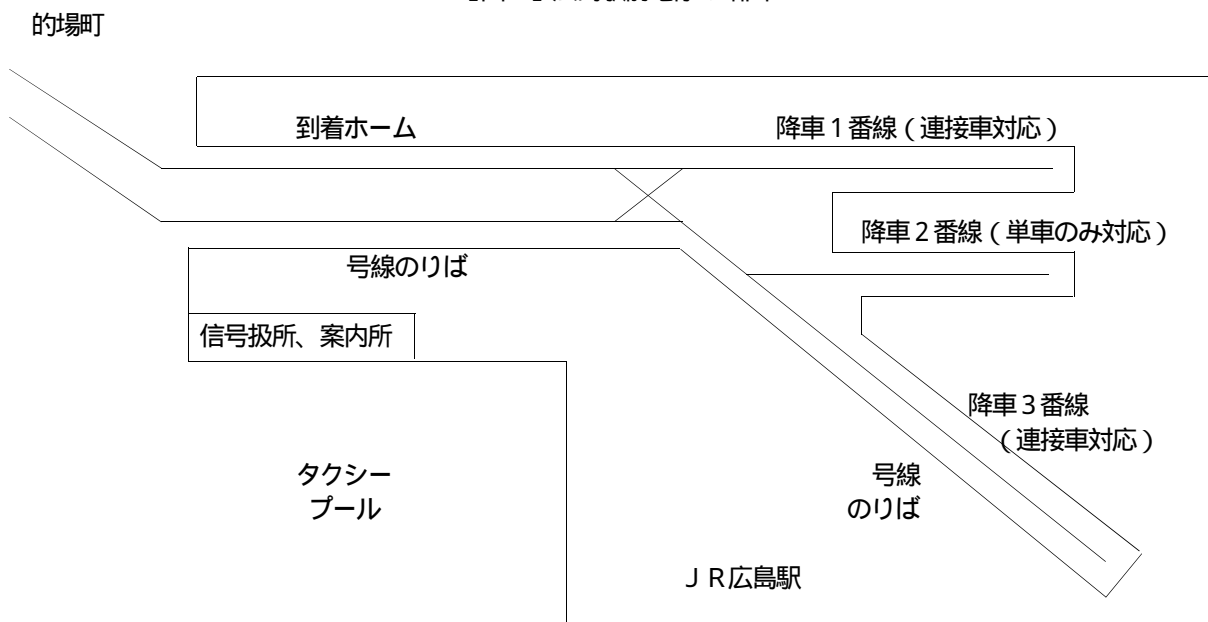 的場町
到着ホーム
降車１番線（連接車対応）
降車２番線（単車のみ対応）
号線のりば
信号扱所、案内所
降車３番線
（連接車対応）
タクシー
プール
号線
のりば
ＪＲ広島駅